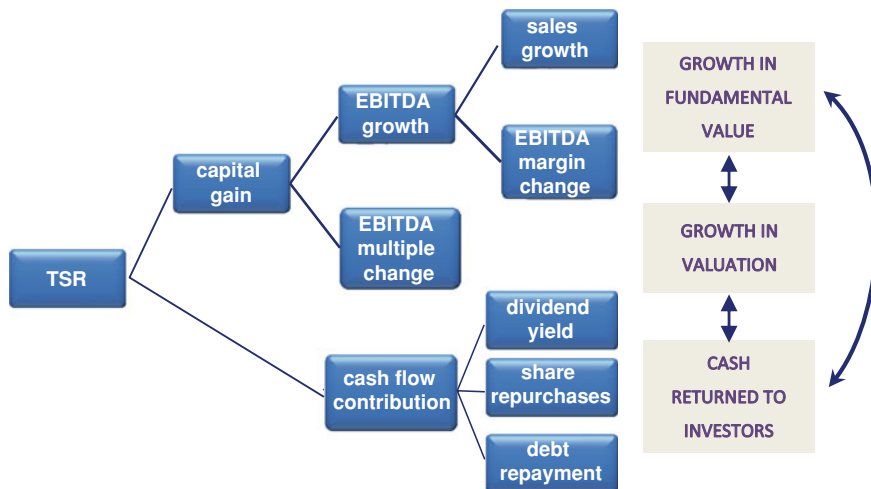 sales
growth
EBITDA
growth
EBITDA
margin
change
capital
gain
EBITDA
multiple
change
TSR
dividend
yield
cash flow
contribution
share
repurchases
debt
repayment
GROWTH IN
FUNDAMENTAL
VALUE
GROWTH IN
VALUATION
CASH
RETURNED TO
INVESTORS